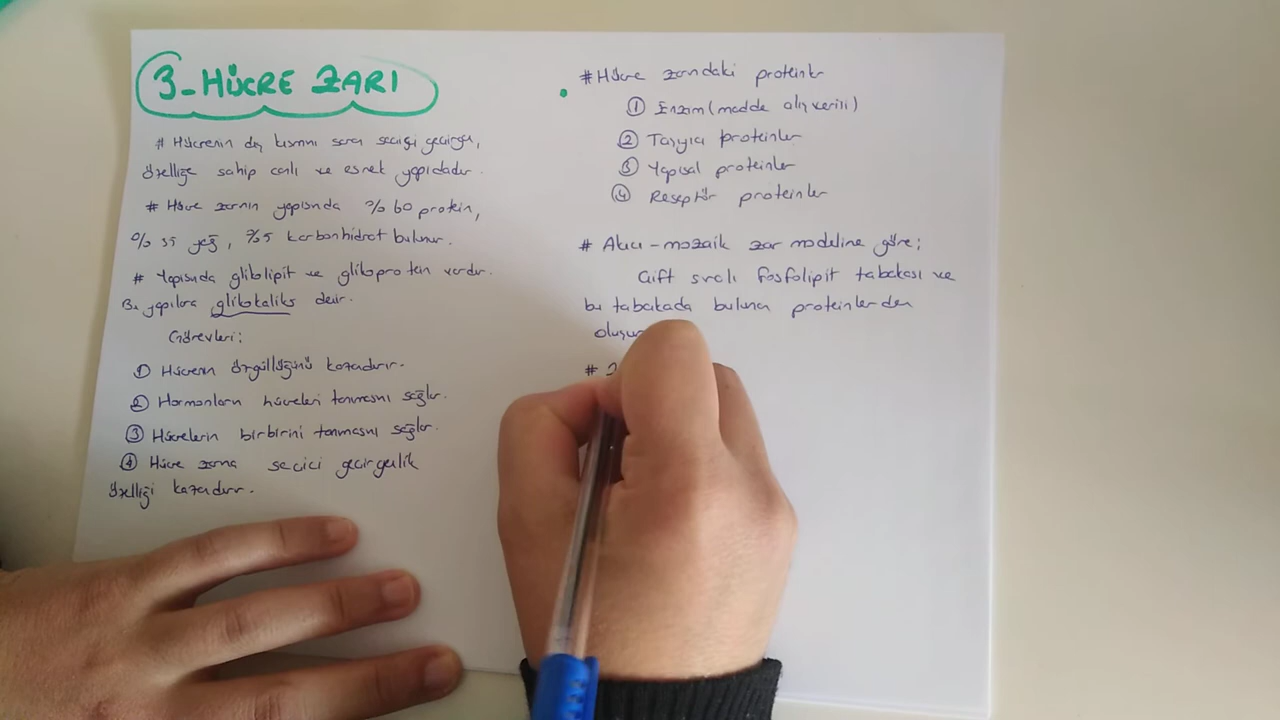 3-HÜCRE ZARI
# Hücrenin dış kısmını saran seçici geçirgen,
özelliğe sahip canlı ve esnek yapıdadır.
# Hücre zarının yapısında % 60 protein,
% 35 yağ, %5 karbonhidrat bulunur.
# Yapısında glikolipit ve glikoprotein vardır.
Bu yapılara glikokaliks denir.
Görevleri;
① Hücrenin özgüllüğünü kazandırır.
② Hormonların hücreleri tanımasını sağlar.
③ Hücrelerin birbirini tanımasını sağlar.
④ Hücre zarına seçici geçirgenlik
özelliği kazandırır.
# Hücre zarındaki proteinler
① Enzim (madde alışverişi)
② Taşıyıcı proteinler
③ Yapısal proteinler
④ Reseptör proteinler
# Akıcı-mozaik zar modeline göre;
Çift sıralı fosfolipit tabakası ve
bu tabakada bulunan proteinlerden
#